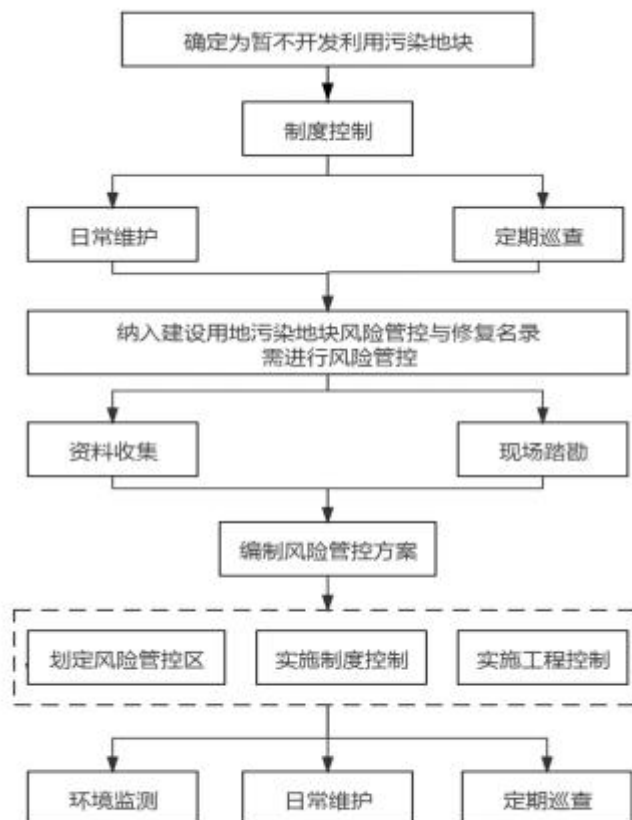 确定为暂不开发利用污染地块
制度控制
日常维护
定期巡查
纳入建设用地污染地块风险管控与修复名录
需进行风险管控
资料收集
现场踏勘
编制风险管控方案
划定风险管控区
实施制度控制
实施工程控制
环境监测
日常维护
定期巡查